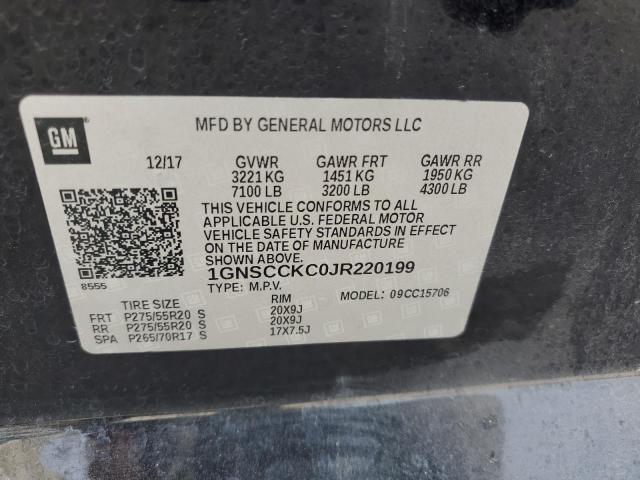 GM
MFD BY GENERAL MOTORS LLC
12/17 GVWR GAWR FRT GAWR RR
3221 KG 1451 KG 1950 KG
7100 LB 3200 LB 4300 LB
THIS VEHICLE CONFORMS TO ALL
APPLICABLE U.S. FEDERAL MOTOR
VEHICLE SAFETY STANDARDS IN EFFECT
ON THE DATE OF MANUFACTURE
SHOWN ABOVE.
8555
1GNSCCKC0JR220199
TYPE: M.P.V. MODEL: 09CC15706
TIRE SIZE RIM
FRT P275/55R20 S 20X9J
RR P275/55R20 S 20X9J
SPA P265/70R17 S 17X7.5J